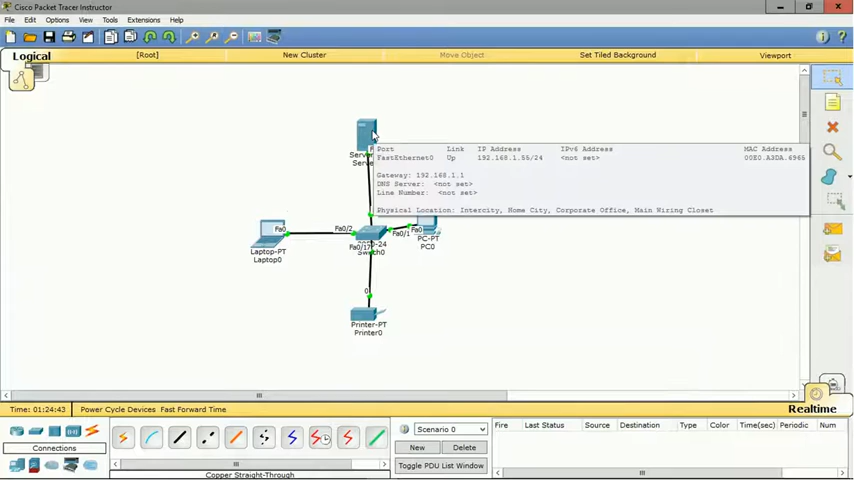 Cisco Packet Tracer Instructor
File Edit Options View Tools Extensions Help
Logical [Root] New Cluster Move Object Set Tiled Background Viewport
Port Link IP Address IPv6 Address MAC Address
FastEthernet0 Up 192.168.1.55/24 <not set> 00E0.A3DA.6965
Gateway: 192.168.1.1
DNS Server: <not set>
Line Number: <not set>
Physical Location: Intercity, Home City, Corporate Office, Main Wiring Closet
Fa0 Fa0/2 Fa0/1 Fa0
Laptop-PT
Laptop0
Fa0/17
Switch0
PC-PT
PC0
0
Printer-PT
Printer0
Time: 01:24:43 Power Cycle Devices Fast Forward Time Realtime
Scenario 0
New Delete
Toggle PDU List Window
Fire Last Status Source Destination Type Color Time(sec) Periodic Num
Connections
Copper Straight-Through